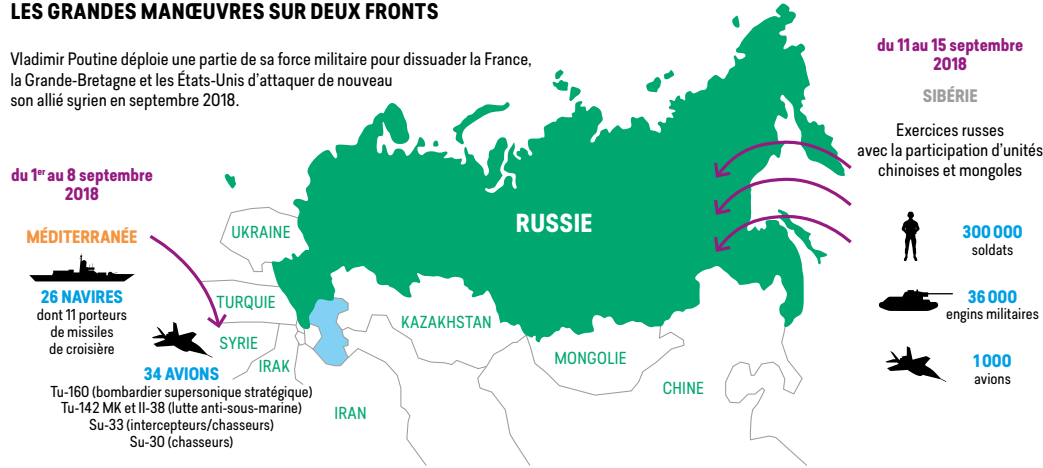 LES GRANDES MANŒUVRES SUR DEUX FRONTS
Vladimir Poutine déploie une partie de sa force militaire pour dissuader la France,
la Grande-Bretagne et les États-Unis d’attaquer de nouveau
son allié syrien en septembre 2018.
du 1er au 8 septembre
2018
MÉDITERRANÉE
26 NAVIRES
dont 11 porteurs
de missiles
de croisière
34 AVIONS
Tu-160 (bombardier supersonique stratégique)
Tu-142 MK et Il-38 (lutte anti-sous-marine)
Su-33 (intercepteurs/chasseurs)
Su-30 (chasseurs)
UKRAINE
TURQUIE
SYRIE
IRAK
IRAN
KAZAKHSTAN
RUSSIE
MONGOLIE
CHINE
du 11 au 15 septembre
2018
SIBÉRIE
Exercices russes
avec la participation d’unités
chinoises et mongoles
300 000
soldats
36 000
engins militaires
1 000
avions